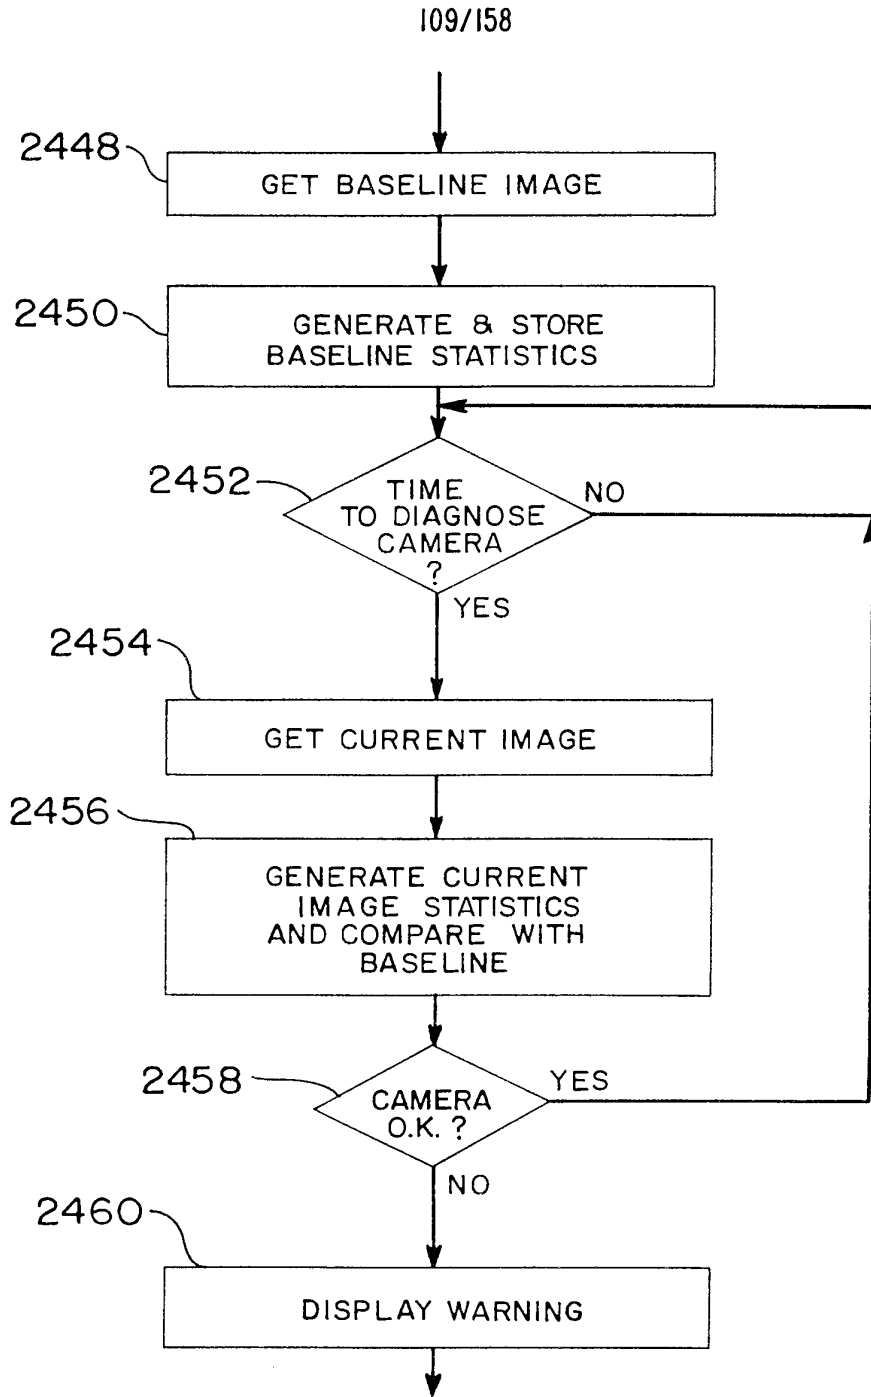 109/158
2448
GET BASELINE IMAGE
2450
GENERATE & STORE
BASELINE STATISTICS
2452
TIME
TO DIAGNOSE
CAMERA
?
NO
YES
2454
GET CURRENT IMAGE
2456
GENERATE CURRENT
IMAGE STATISTICS
AND COMPARE WITH
BASELINE
2458
CAMERA
O.K. ?
YES
NO
2460
DISPLAY WARNING